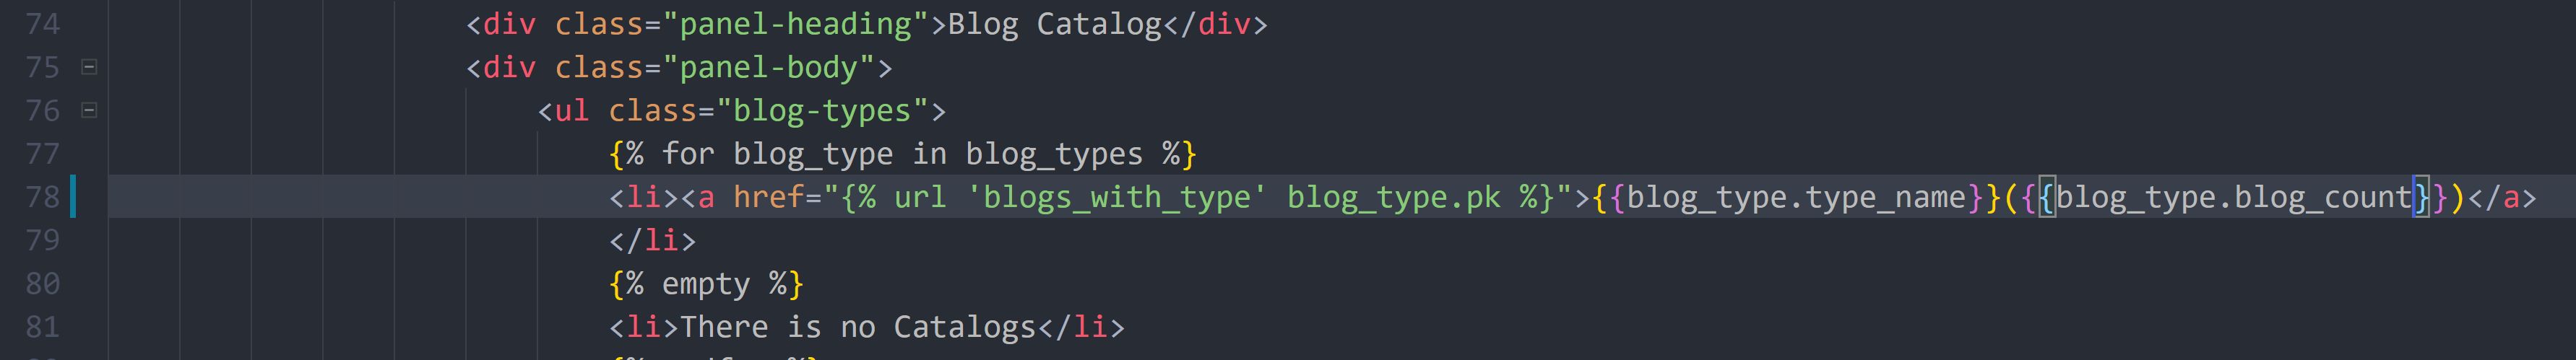 74 <div class="panel-heading">Blog Catalog</div>
75 <div class="panel-body">
76 <ul class="blog-types">
77 {% for blog_type in blog_types %}
78 <li><a href="{% url 'blogs_with_type' blog_type.pk %}">{{blog_type.type_name}}({{blog_type.blog_count}})</a>
79 </li>
80 {% empty %}
81 <li>There is no Catalogs</li>